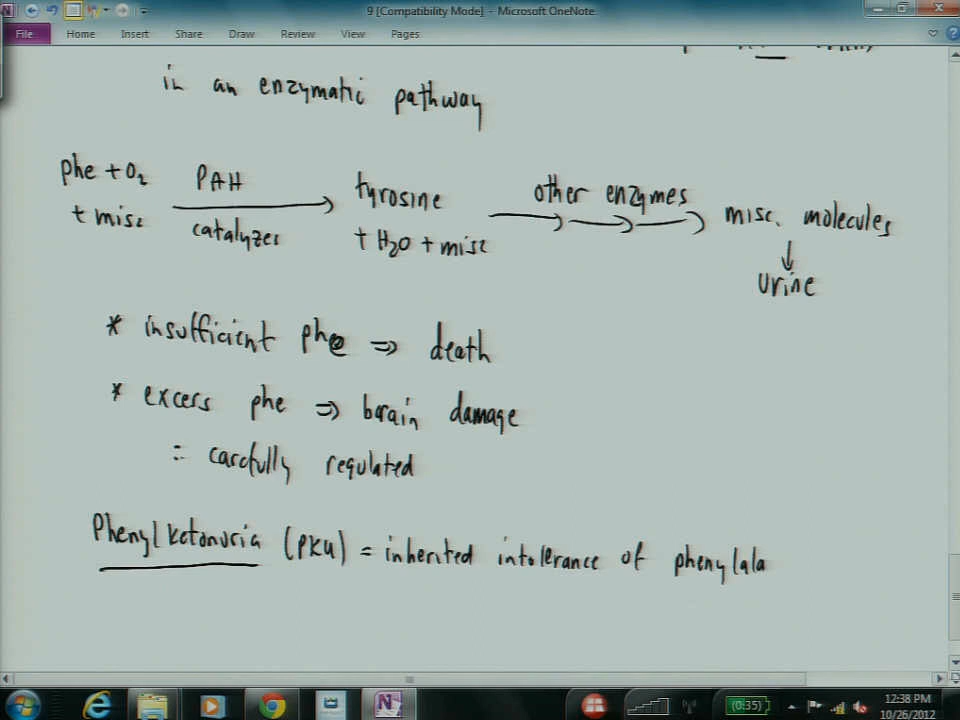 9 [Compatibility Mode] - Microsoft OneNote
File Home Insert Share Draw Review View Pages
in an enzymatic pathway
phe + O₂ PAH tyrosine other enzymes misc. molecules
+ misc catalyzes + H₂O + misc
urine
* insufficient phe ⇒ death
* excess phe ⇒ brain damage
= carefully regulated
Phenylketonuria (PKU) = inherited intolerance of phenylala
(0:35)
12:38 PM
10/26/2012